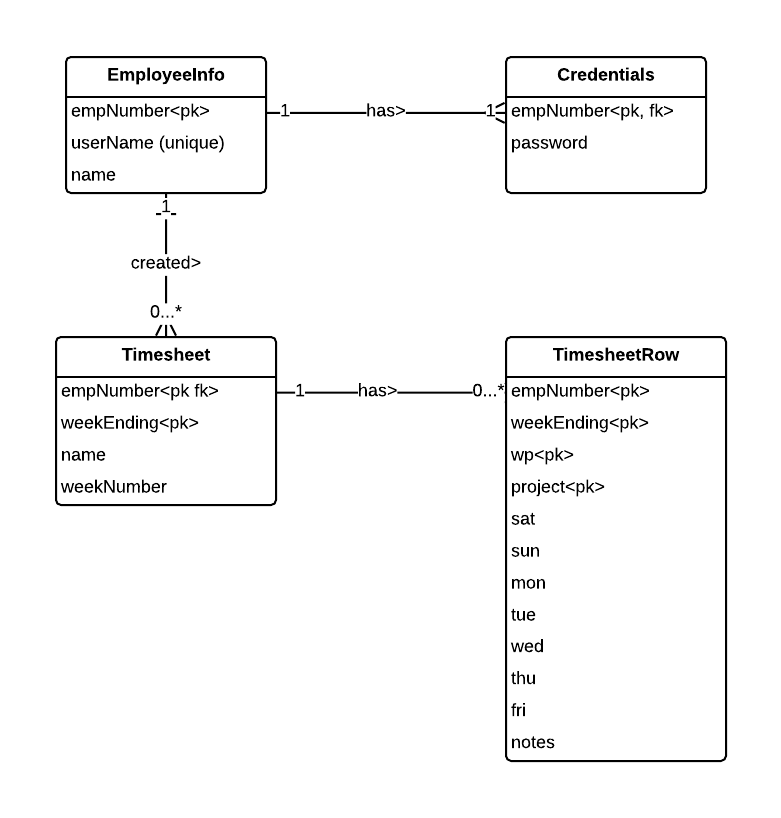 EmployeeInfo
empNumber<pk>
userName (unique)
name
1
has>
1
Credentials
empNumber<pk, fk>
password
1
created>
0...*
Timesheet
empNumber<pk fk>
weekEnding<pk>
name
weekNumber
1
has>
0...*
TimesheetRow
empNumber<pk>
weekEnding<pk>
wp<pk>
project<pk>
sat
sun
mon
tue
wed
thu
fri
notes